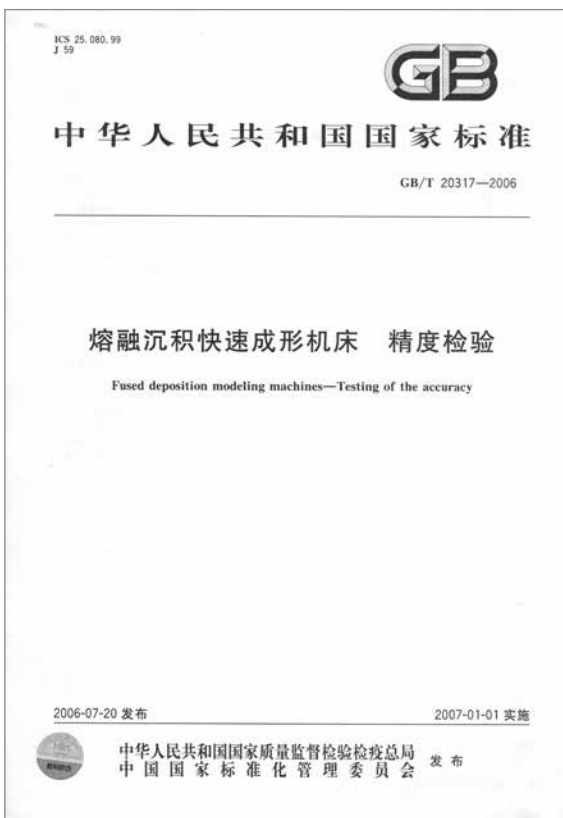 ICS 25.080.99
J 59
GB
中华人民共和国国家标准
GB/T 20317—2006
熔融沉积快速成形机床 精度检验
Fused deposition modeling machines—Testing of the accuracy
2006-07-20 发布
2007-01-01 实施
中华人民共和国国家质量监督检验检疫总局
中国国家标准化管理委员会
发布